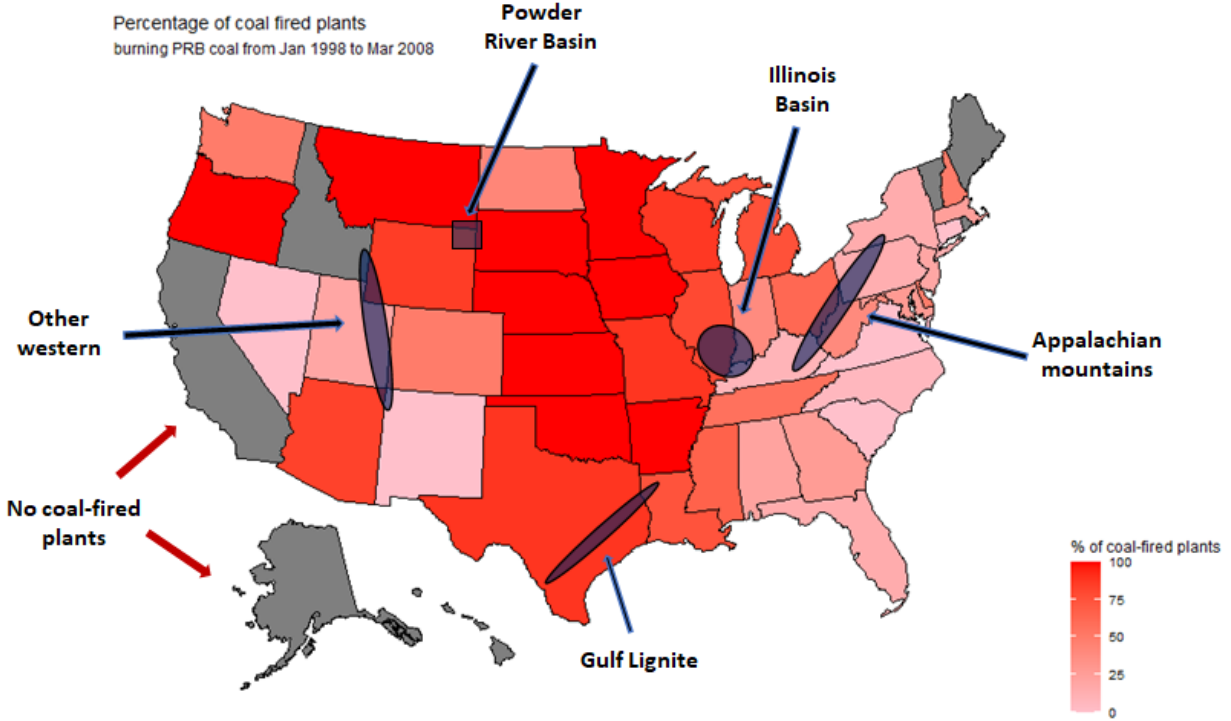 Percentage of coal fired plants
burning PRB coal from Jan 1998 to Mar 2008
Powder
River Basin
Illinois
Basin
Other
western
Appalachian
mountains
No coal-fired
plants
Gulf Lignite
% of coal-fired plants
100
75
50
25
0